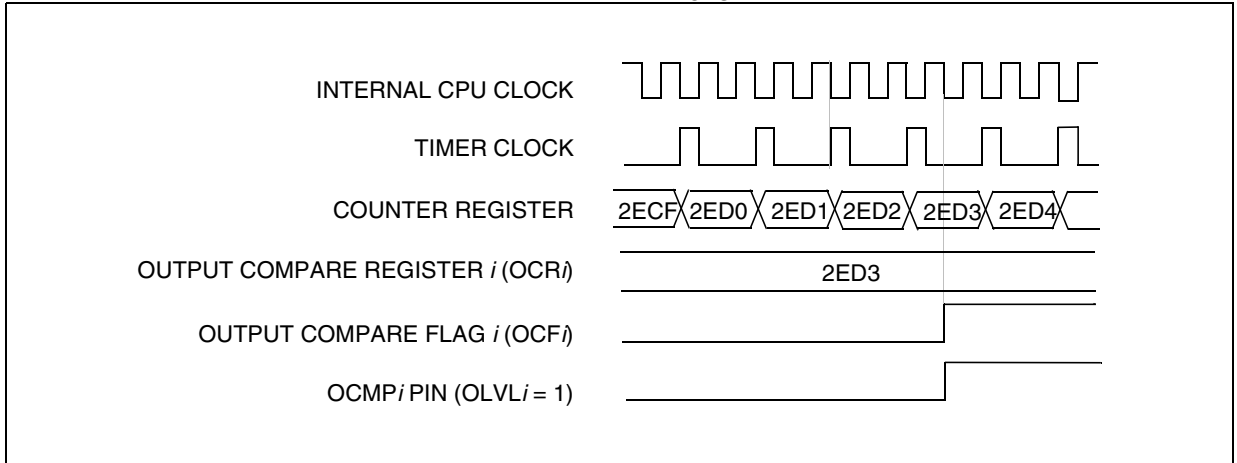 INTERNAL CPU CLOCK
TIMER CLOCK
COUNTER REGISTER 2ECF 2ED0 2ED1 2ED2 2ED3 2ED4
OUTPUT COMPARE REGISTER i (OCRi) 2ED3
OUTPUT COMPARE FLAG i (OCFi)
OCMPi PIN (OLVLi = 1)